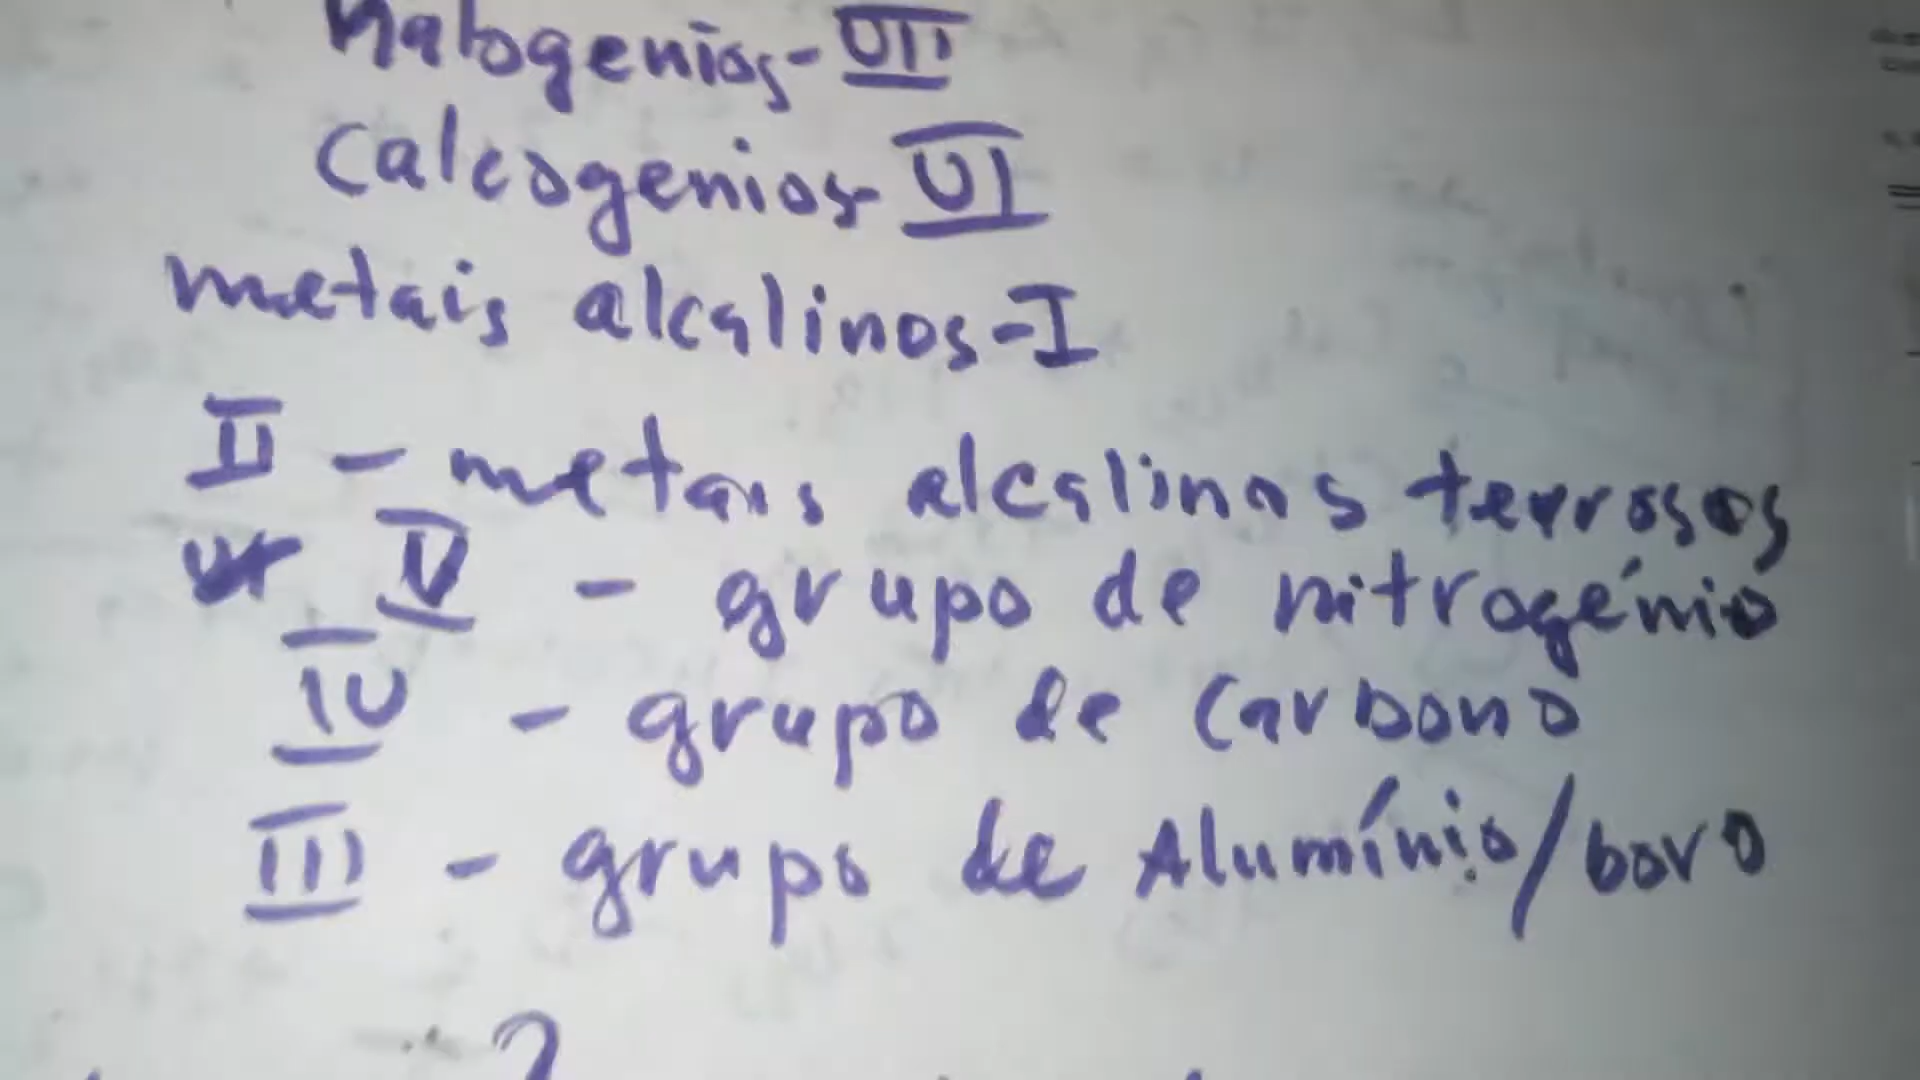 Halogenios-VII
Calcogenios-VI
metais alcalinos-I
II - metais alcalinos terrosos
V - grupo de nitrogénio
IV - grupo de Carbono
III - grupo de Alumínio/boro
2